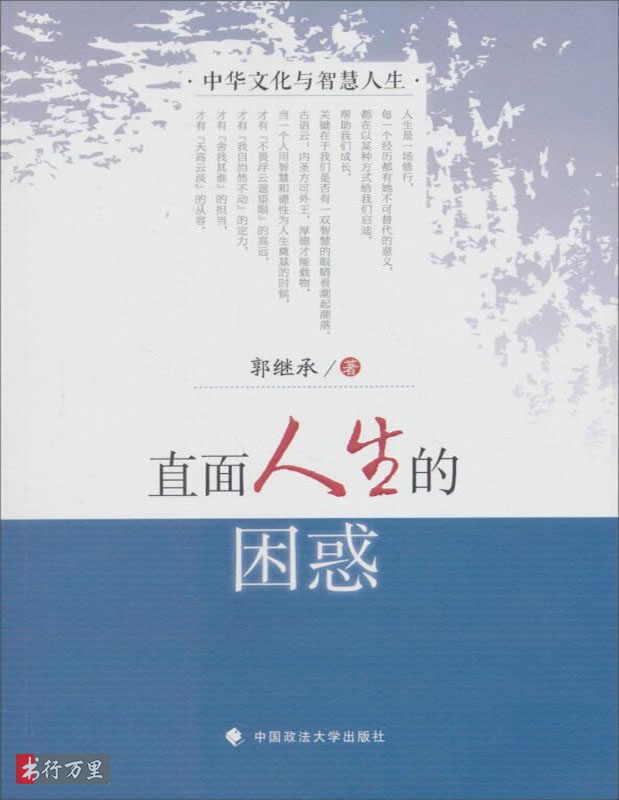 ·中华文化与智慧人生·
人生是一场修行，
每一个经历都有她不可替代的意义，
都在以某种方式给我们启迪，
帮助我们成长，
关键在于我们是否有一双智慧的眼睛看潮起潮落。
古语云，内圣方可外王，厚德才能载物，
当一个人用智慧和德性为人生奠基的时候，
才有『不畏浮云遮望眼』的高远，
才有『我自岿然不动』的定力，
才有『舍我其谁』的担当，
才有『天高云淡』的从容。
郭继承/著
直面人生的
困惑
中国政法大学出版社
书行万里